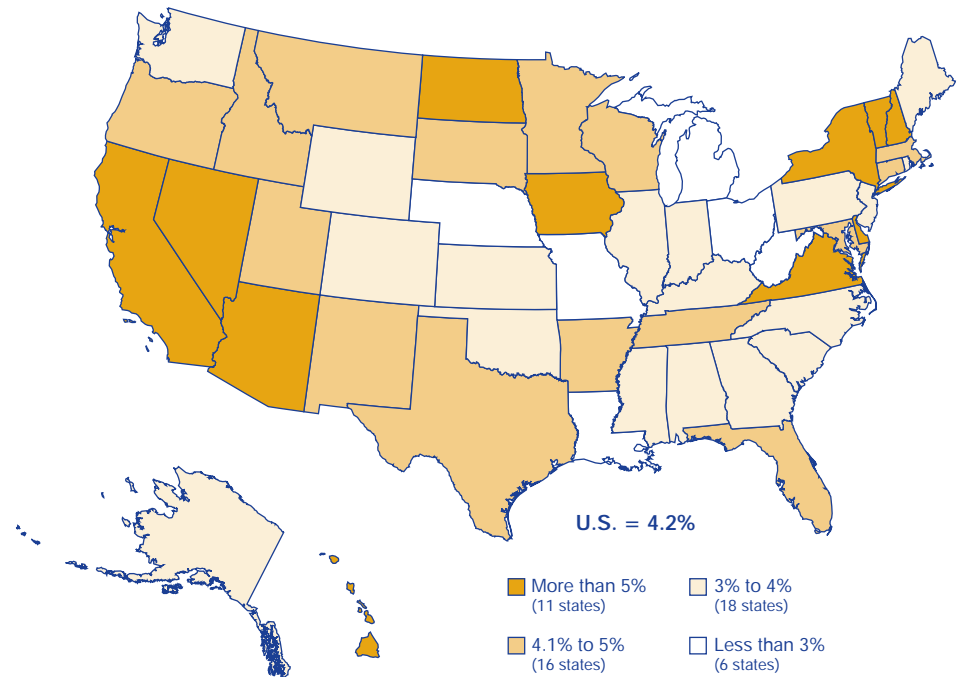 U.S. = 4.2%
More than 5%
(11 states)
3% to 4%
(18 states)
4.1% to 5%
(16 states)
Less than 3%
(6 states)